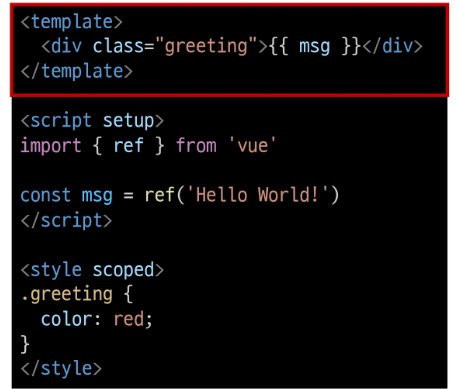 <template>
  <div class="greeting">{{ msg }}</div>
</template>
<script setup>
import { ref } from 'vue'
const msg = ref('Hello World!')
</script>
<style scoped>
.greeting {
  color: red;
}
</style>